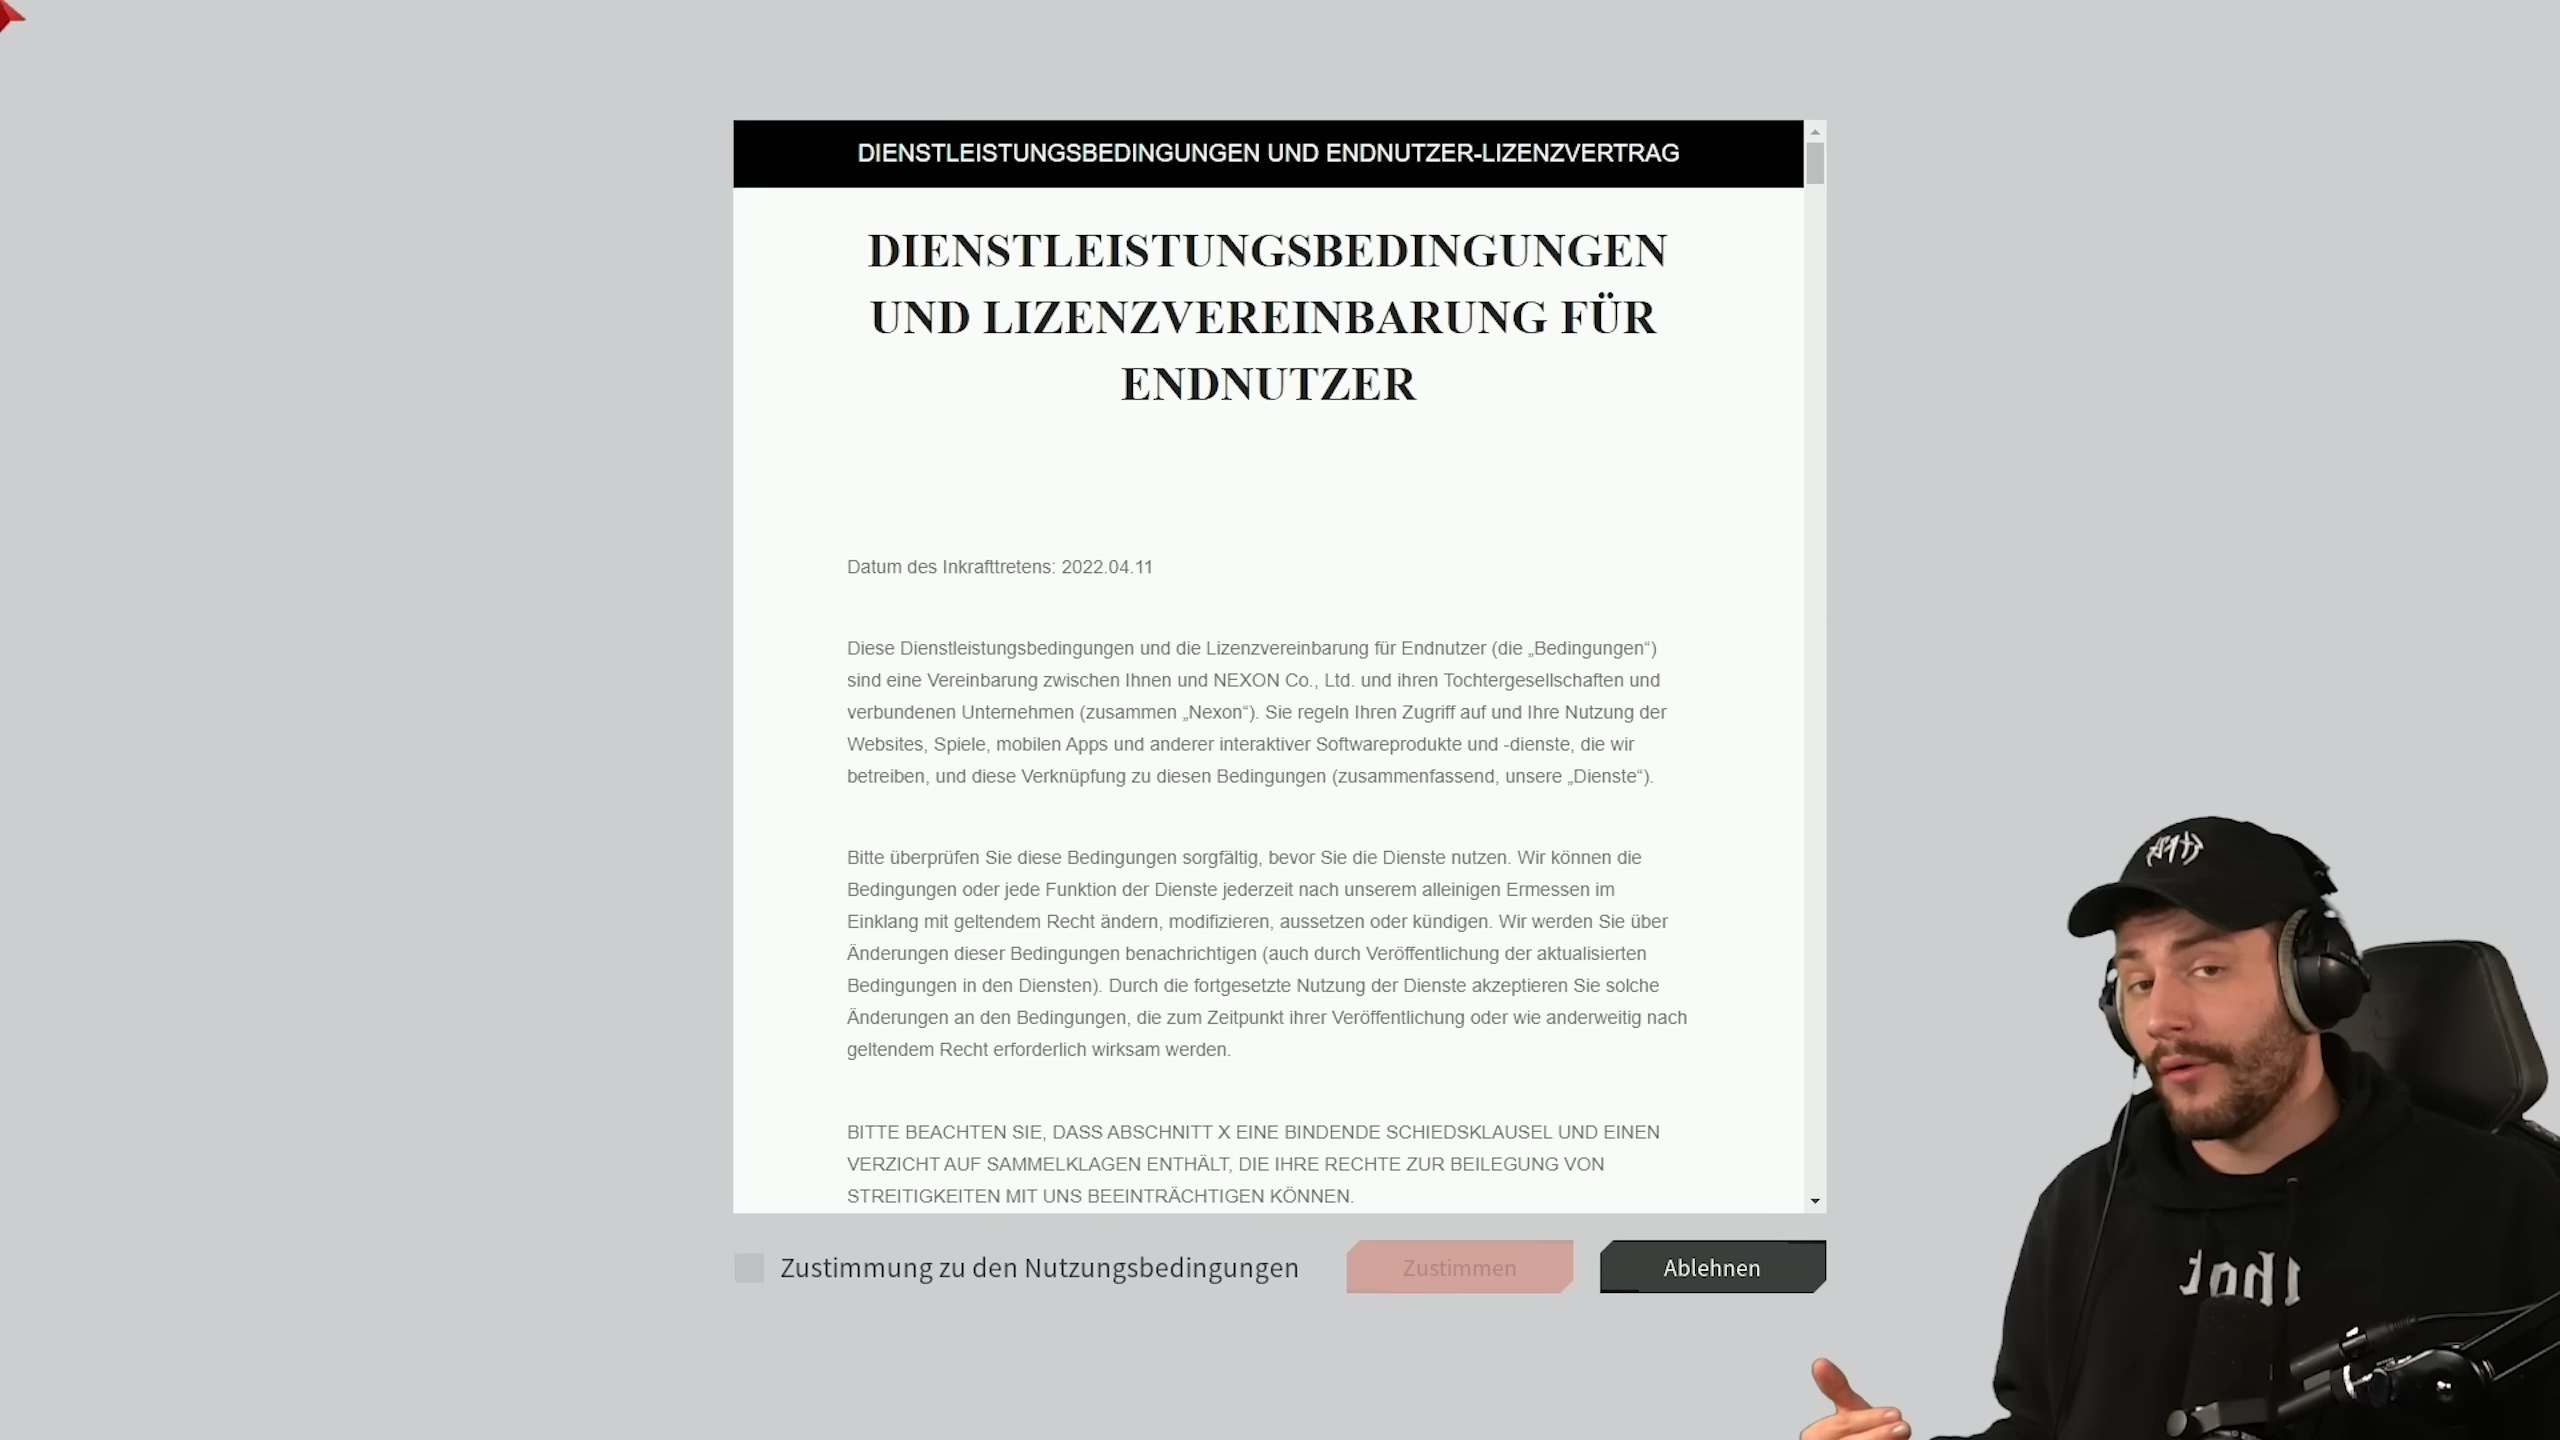 DIENSTLEISTUNGSBEDINGUNGEN UND ENDNUTZER-LIZENZVERTRAG
DIENSTLEISTUNGSBEDINGUNGEN
UND LIZENZVEREINBARUNG FÜR
ENDNUTZER
Datum des Inkrafttretens: 2022.04.11
Diese Dienstleistungsbedingungen und die Lizenzvereinbarung für Endnutzer (die „Bedingungen“)
sind eine Vereinbarung zwischen Ihnen und NEXON Co., Ltd. und ihren Tochtergesellschaften und
verbundenen Unternehmen (zusammen „Nexon“). Sie regeln Ihren Zugriff auf und Ihre Nutzung der
Websites, Spiele, mobilen Apps und anderer interaktiver Softwareprodukte und -dienste, die wir
betreiben, und diese Verknüpfung zu diesen Bedingungen (zusammenfassend, unsere „Dienste“).
Bitte überprüfen Sie diese Bedingungen sorgfältig, bevor Sie die Dienste nutzen. Wir können die
Bedingungen oder jede Funktion der Dienste jederzeit nach unserem alleinigen Ermessen im
Einklang mit geltendem Recht ändern, modifizieren, aussetzen oder kündigen. Wir werden Sie über
Änderungen dieser Bedingungen benachrichtigen (auch durch Veröffentlichung der aktualisierten
Bedingungen in den Diensten). Durch die fortgesetzte Nutzung der Dienste akzeptieren Sie solche
Änderungen an den Bedingungen, die zum Zeitpunkt ihrer Veröffentlichung oder wie anderweitig nach
geltendem Recht erforderlich wirksam werden.
BITTE BEACHTEN SIE, DASS ABSCHNITT X EINE BINDENDE SCHIEDSKLAUSEL UND EINEN
VERZICHT AUF SAMMELKLAGEN ENTHÄLT, DIE IHRE RECHTE ZUR BEILEGUNG VON
STREITIGKEITEN MIT UNS BEEINTRÄCHTIGEN KÖNNEN.
Zustimmung zu den Nutzungsbedingungen
Zustimmen
Ablehnen